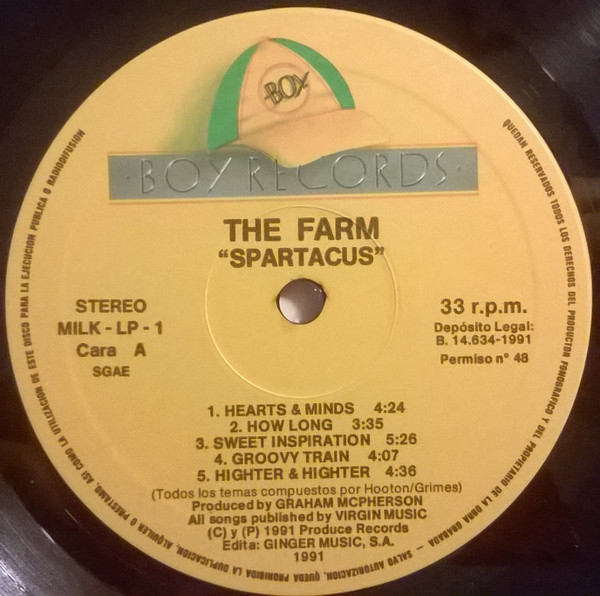 BOY
·BOY RECORDS·
THE FARM
“SPARTACUS”
STEREO
MILK - LP - 1
Cara A
SGAE
33 r.p.m.
Depósito Legal:
B. 14.634-1991
Permiso nº 48
1. HEARTS & MINDS 4:24
2. HOW LONG 3:35
3. SWEET INSPIRATION 5:26
4. GROOVY TRAIN 4:07
5. HIGHTER & HIGHTER 4:36
(Todos los temas compuestos por Hooton/Grimes)
Produced by GRAHAM MCPHERSON
All songs published by VIRGIN MUSIC
(C) y (P) 1991 Produce Records
Edita: GINGER MUSIC, S.A.
1991
QUEDAN RESERVADOS TODOS LOS DERECHOS DEL PRODUCTOR FONOGRAFICO Y DEL PROPIETARIO DE LA OBRA GRABADA — SALVO AUTORIZACION, QUEDA PROHIBIDA LA DUPLICACION, ALQUILER O PRESTAMO, ASI COMO LA UTILIZACION DE ESTE DISCO PARA LA EJECUCION PUBLICA O RADIODIFUSION